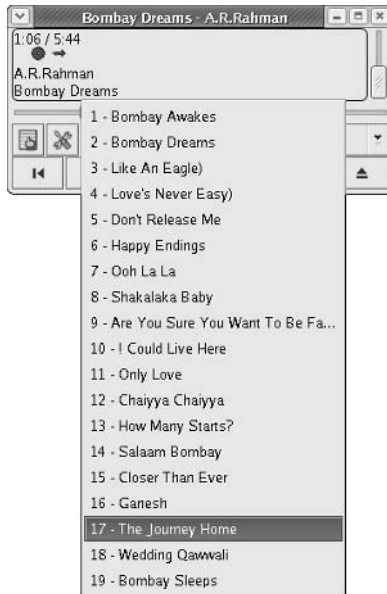 Bombay Dreams - A.R.Rahman
1:06 / 5:44
A.R.Rahman
Bombay Dreams
1 - Bombay Awakes
2 - Bombay Dreams
3 - Like An Eagle)
4 - Love's Never Easy)
5 - Don't Release Me
6 - Happy Endings
7 - Ooh La La
8 - Shakalaka Baby
9 - Are You Sure You Want To Be Fa...
10 - ! Could Live Here
11 - Only Love
12 - Chaiyya Chaiyya
13 - How Many Starts?
14 - Salaam Bombay
15 - Closer Than Ever
16 - Ganesh
17 - The Journey Home
18 - Wedding Qawwali
19 - Bombay Sleeps